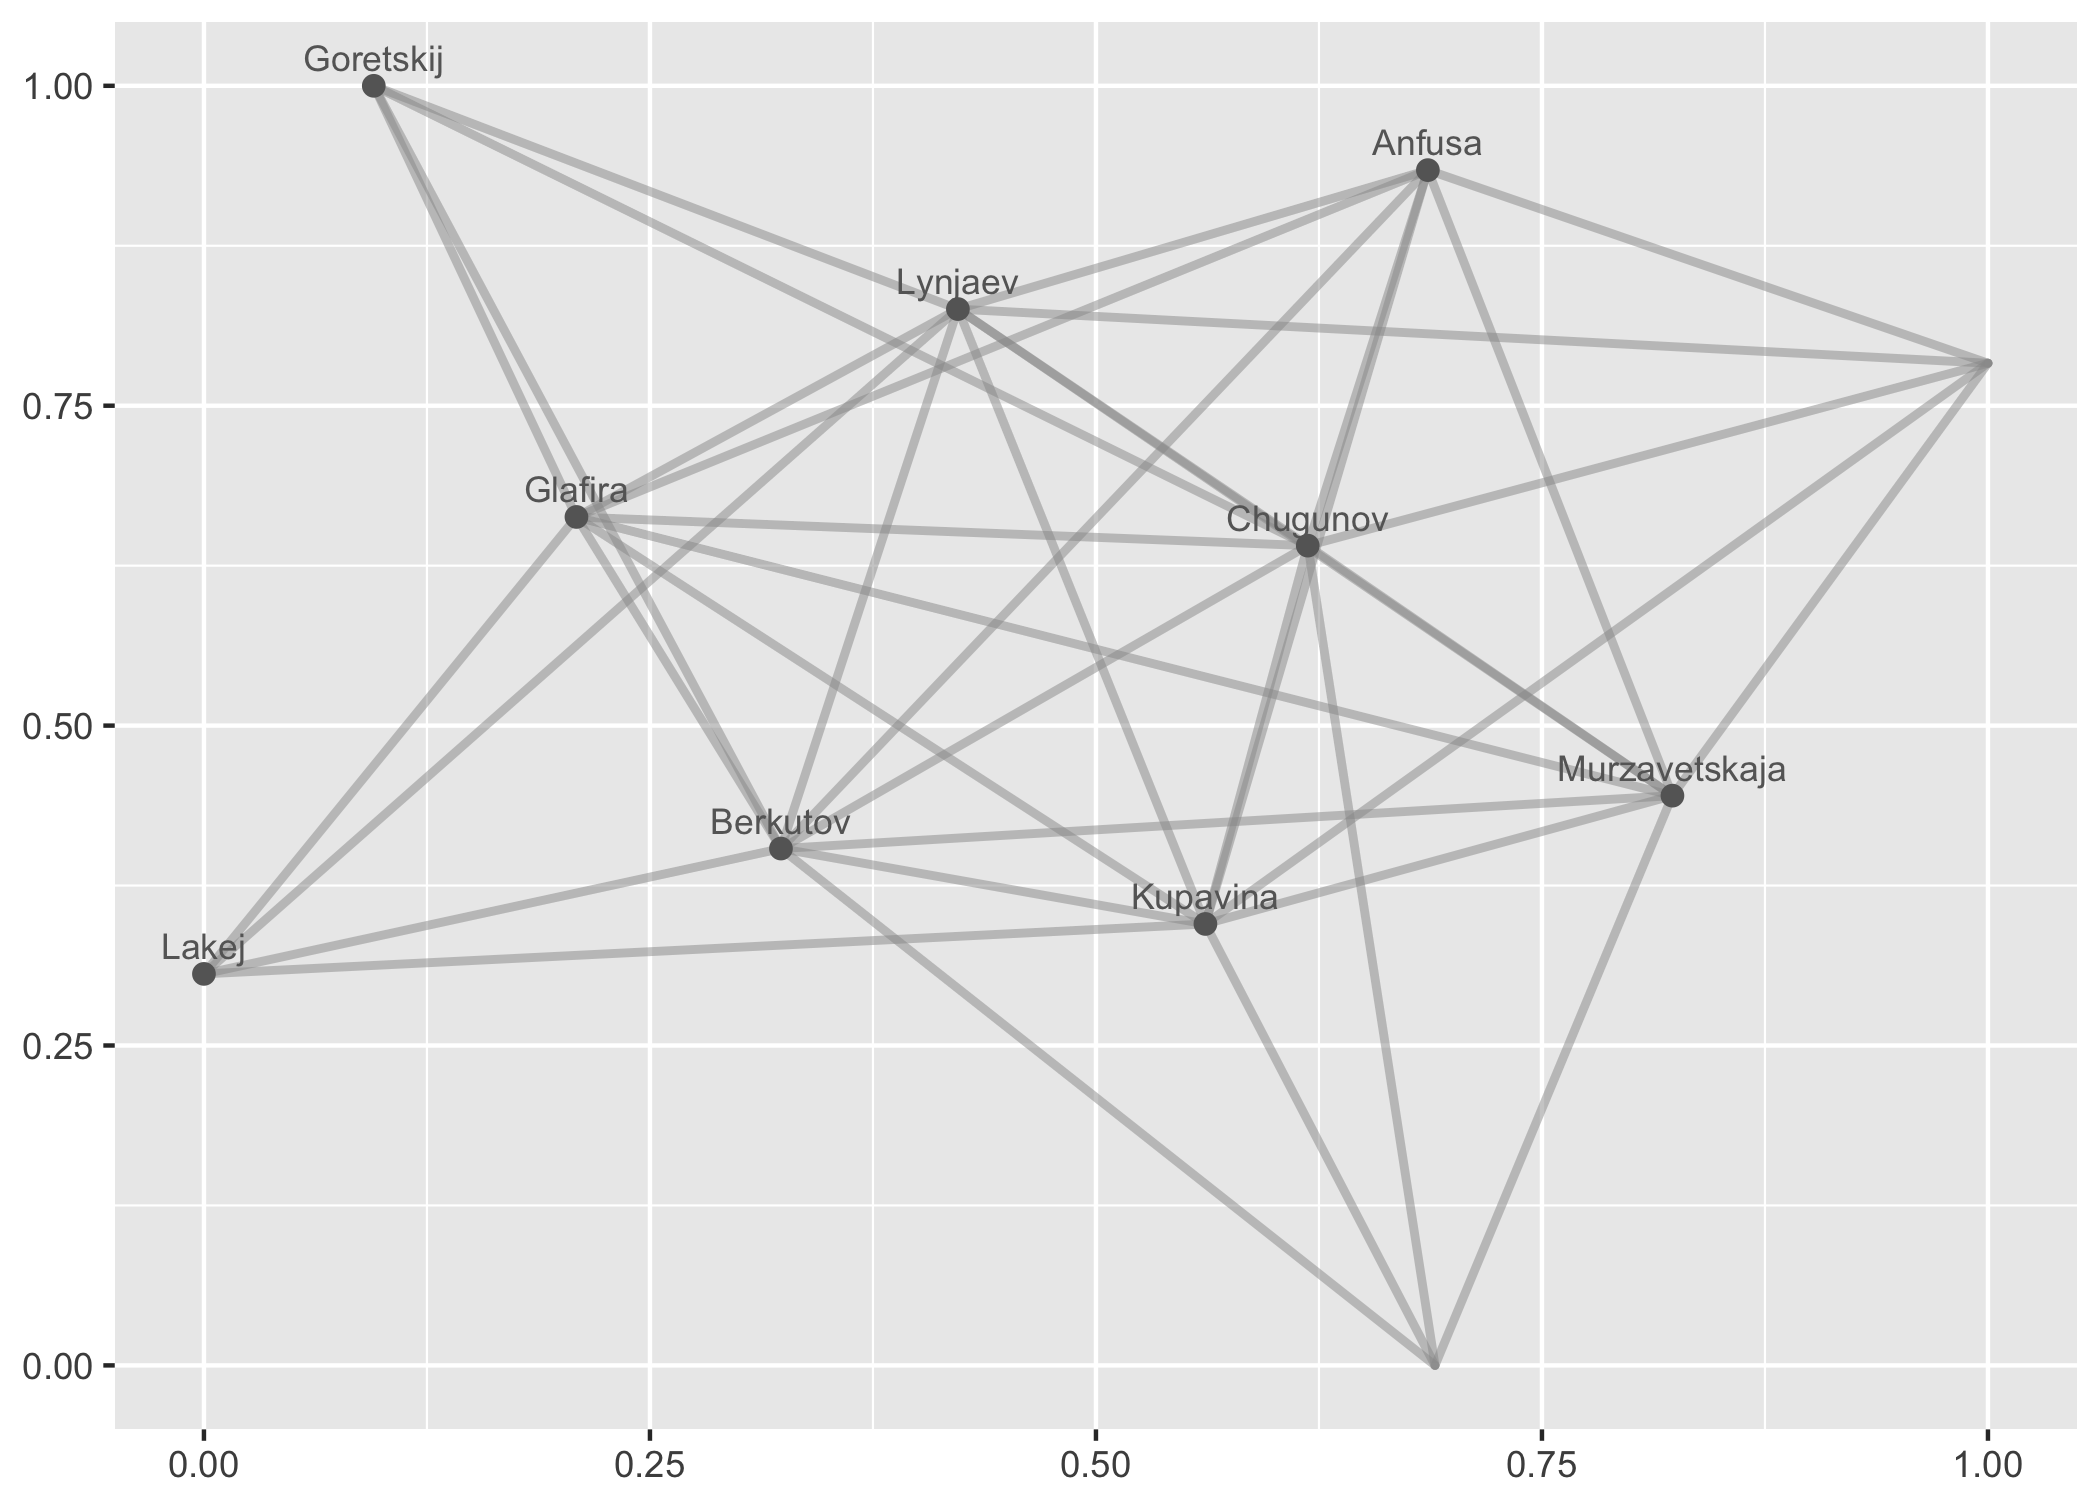 Goretskij
1.00
Anfusa
Lynjaev
0.75
Glafira
Chugunov
0.50
Murzavetskaja
Berkutov
Kupavina
Lakej
0.25
0.00
0.00 0.25 0.50 0.75 1.00